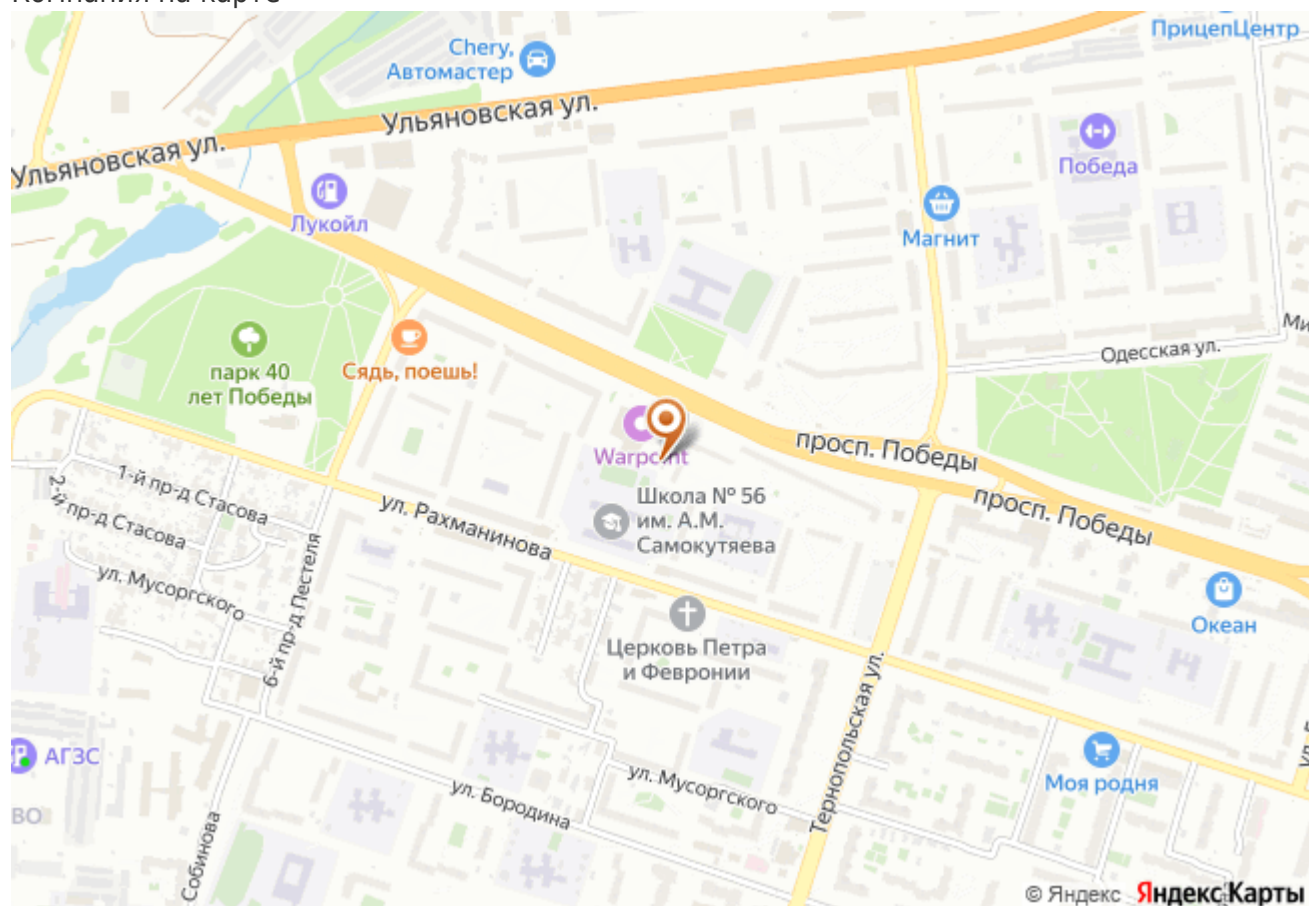 Компания на карте
ПрицепЦентр
Chery,
Автомастер
Ульяновская ул.
Ульяновская ул.
Победа
Лукойл
Магнит
Одесская ул.
парк 40
лет Победы
Сядь, поешь!
Warpoint
просп. Победы
просп. Победы
1-й пр-д Стасова
2-й пр-д Стасова
ул. Рахманинова
Школа № 56
им. А.М.
Самокутяева
ул. Мусоргского
6-й пр-д Пестеля
Церковь Петра
и Февронии
Океан
Тернопольская ул.
АГЗС
ул. Мусоргского
Моя родня
ул. Бородина
Собинова
© Яндекс Яндекс Карты